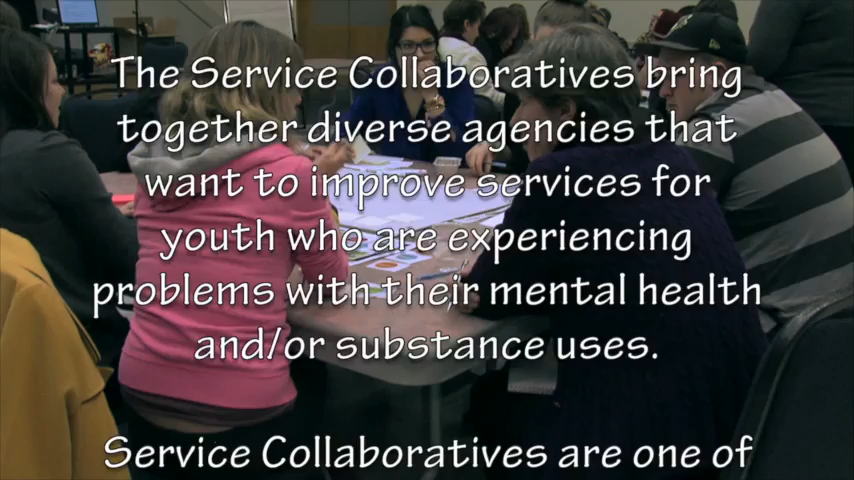 The Service Collaboratives bring
together diverse agencies that
want to improve services for
youth who are experiencing
problems with their mental health
and/or substance uses.
Service Collaboratives are one of